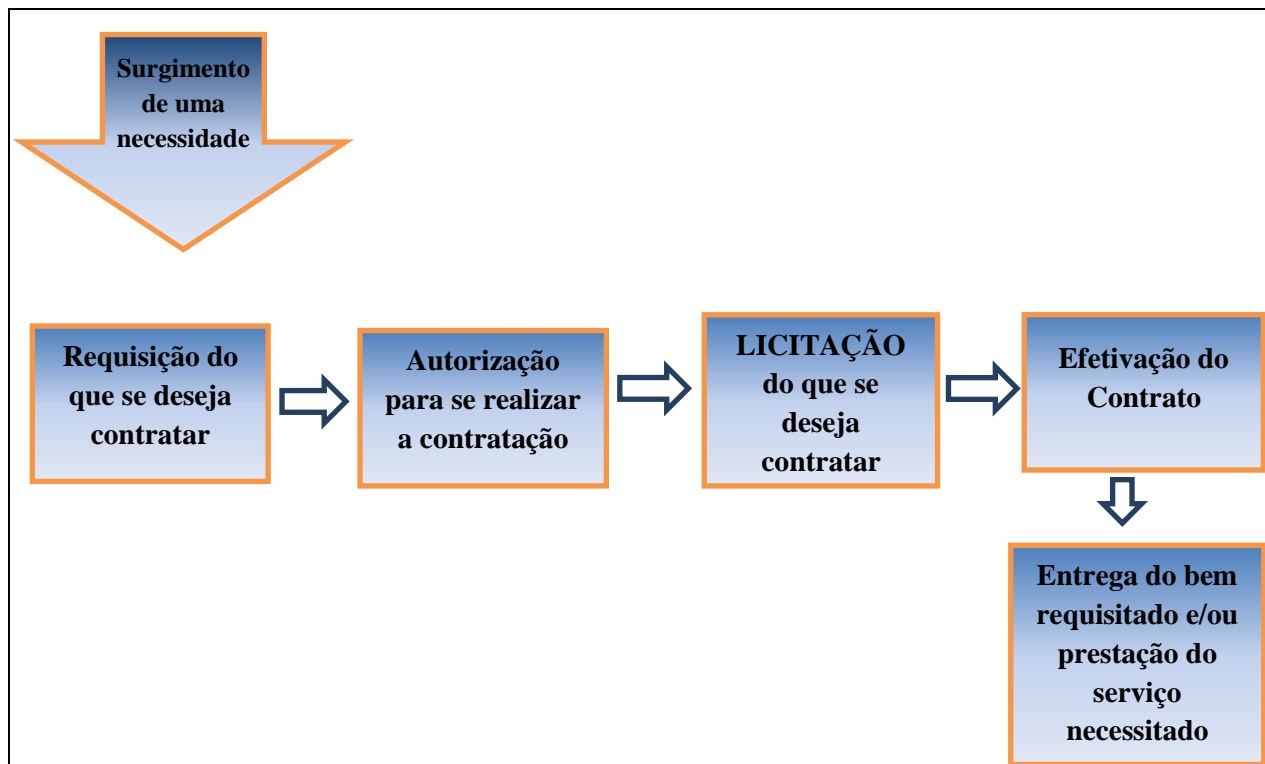 Surgimento
de uma
necessidade
Requisição do
que se deseja
contratar
Autorização
para se realizar
a contratação
LICITAÇÃO
do que se
deseja
contratar
Efetivação do
Contrato
Entrega do bem
requisitado e/ou
prestação do
serviço
necessitado